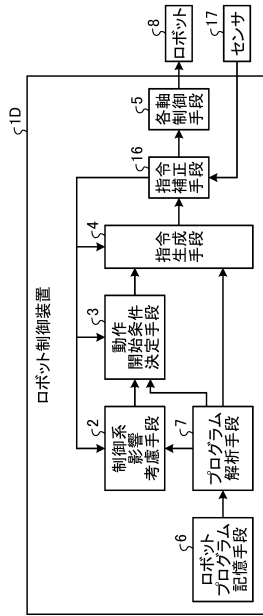 1D
ロボット制御装置
6
ロボット
プログラム
記憶手段
7
プログラム
解析手段
2
制御系
影響
考慮手段
3
動作
開始条件
決定手段
4
指令
生成
手段
16
指令
補正
手段
5
各軸
制御
手段
8
ロボット
17
センサ